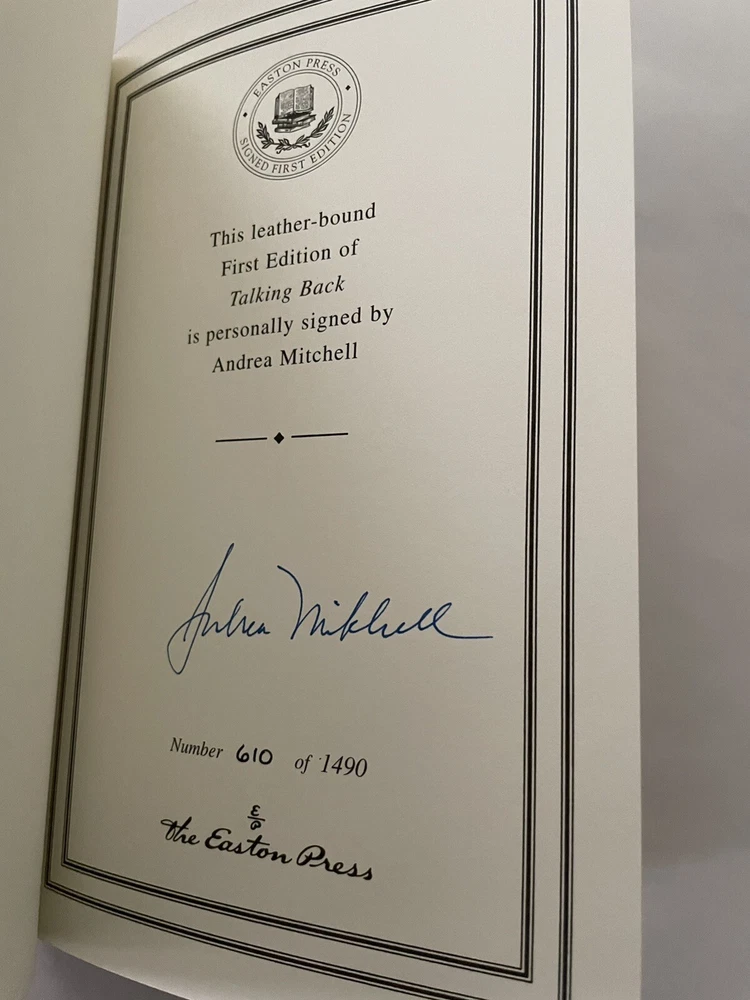 EASTON PRESS
SIGNED FIRST EDITION
This leather-bound
First Edition of
Talking Back
is personally signed by
Andrea Mitchell
Andrea Mitchell
Number 610 of 1490
E
P
the Easton Press